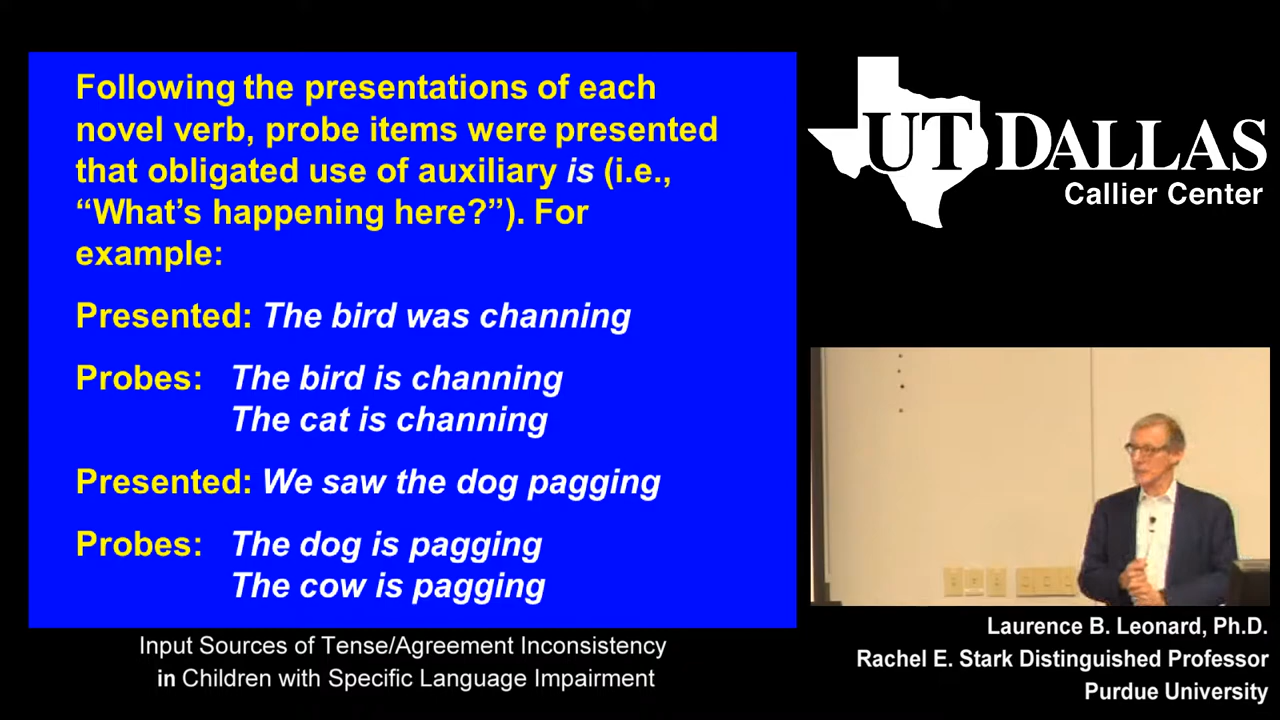 Following the presentations of each
novel verb, probe items were presented
that obligated use of auxiliary is (i.e.,
“What’s happening here?”). For
example:
Presented: The bird was channing
Probes: The bird is channing
The cat is channing
Presented: We saw the dog pagging
Probes: The dog is pagging
The cow is pagging
Input Sources of Tense/Agreement Inconsistency
in Children with Specific Language Impairment
UT DALLAS
Callier Center
Laurence B. Leonard, Ph.D.
Rachel E. Stark Distinguished Professor
Purdue University